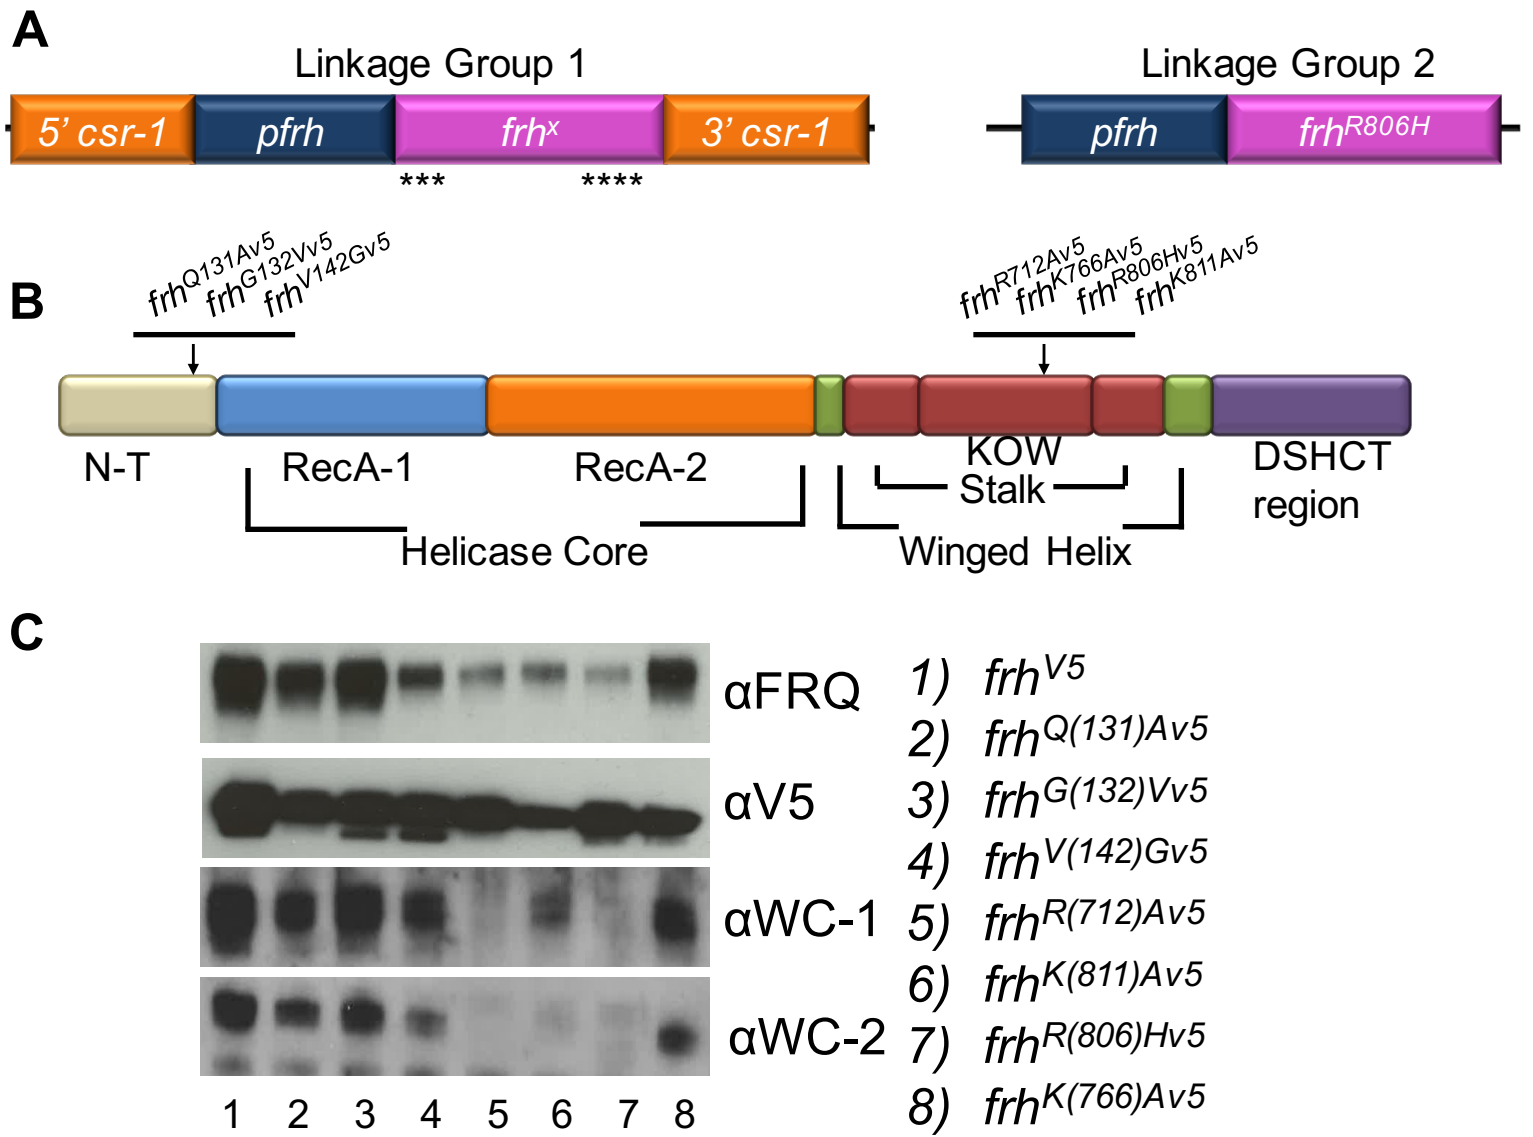 A
Linkage Group 1
Linkage Group 2
5’ csr-1
pfrh
frhx
3’ csr-1
pfrh
frhR806H
*** ****
frhQ131Av5
frhG132Vv5
frhV142Gv5
frhR712Av5
frhK766Av5
frhR806Hv5
frhK811Av5
B
N-T
RecA-1
RecA-2
KOW
Stalk
DSHCT
region
Helicase Core
Winged Helix
C
αFRQ
αV5
αWC-1
αWC-2
1) frhV5
2) frhQ(131)Av5
3) frhG(132)Vv5
4) frhV(142)Gv5
5) frhR(712)Av5
6) frhK(811)Av5
7) frhR(806)Hv5
8) frhK(766)Av5
1 2 3 4 5 6 7 8